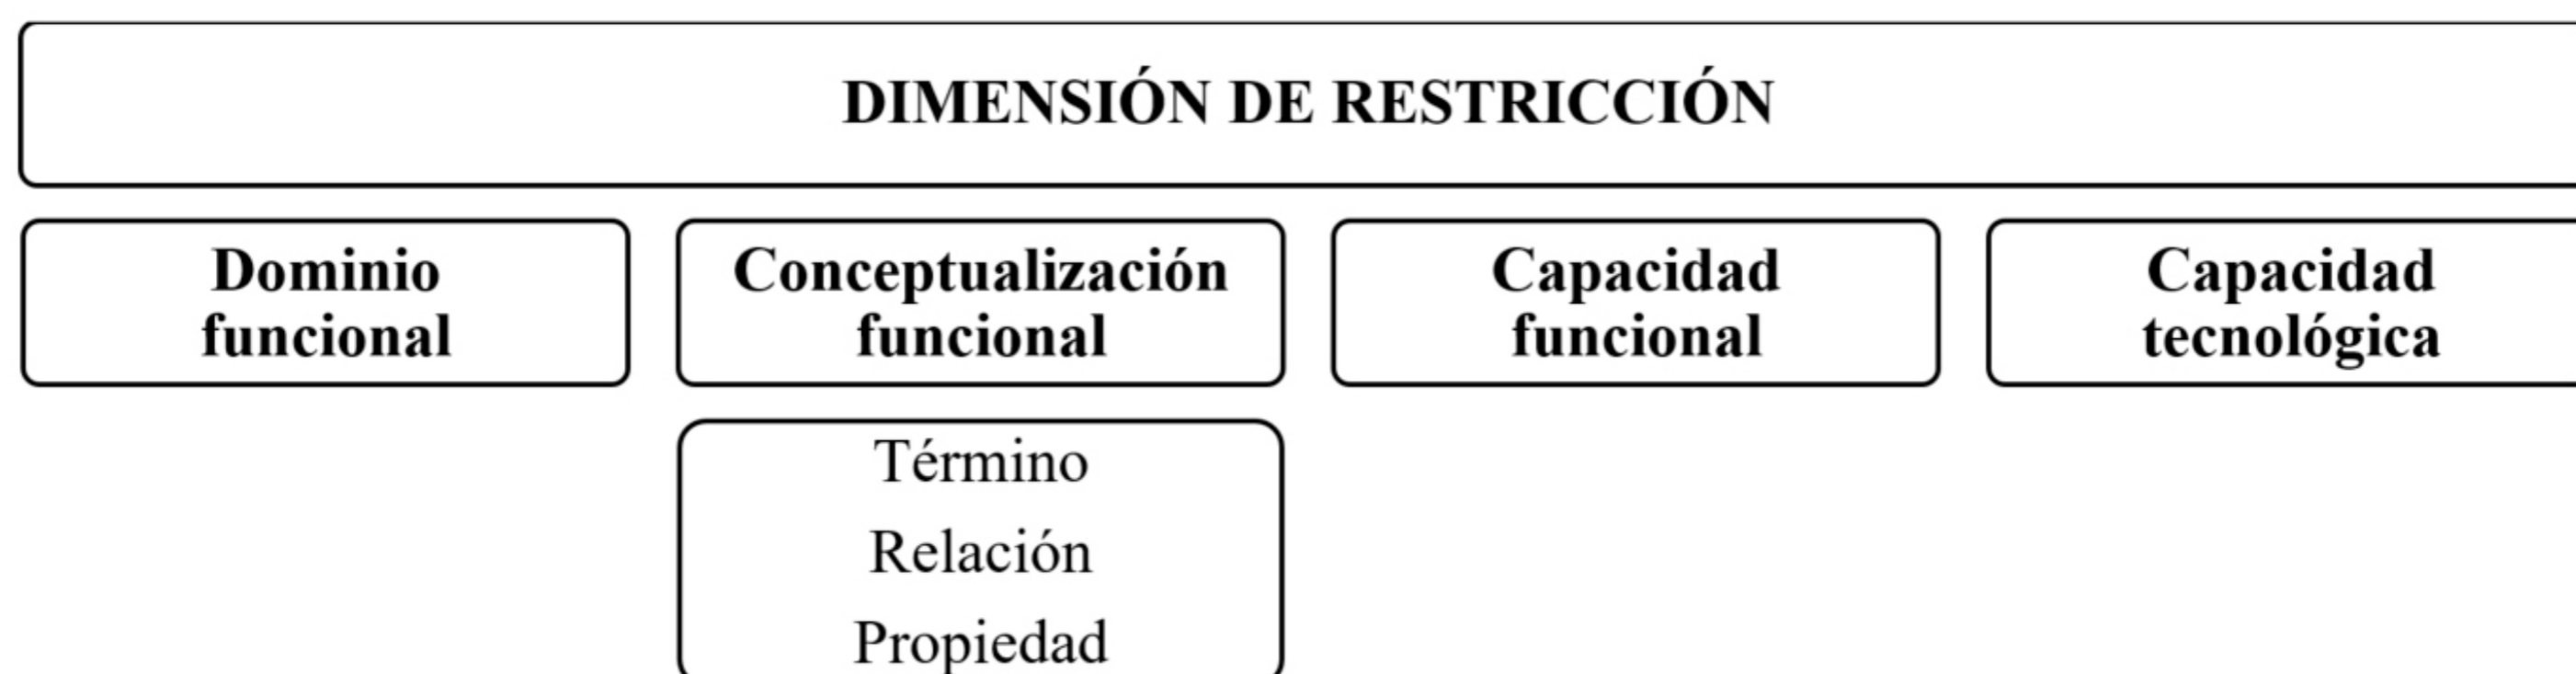 DIMENSIÓN DE RESTRICCIÓN
Dominio
funcional
Conceptualización
funcional
Capacidad
funcional
Capacidad
tecnológica
Término
Relación
Propiedad